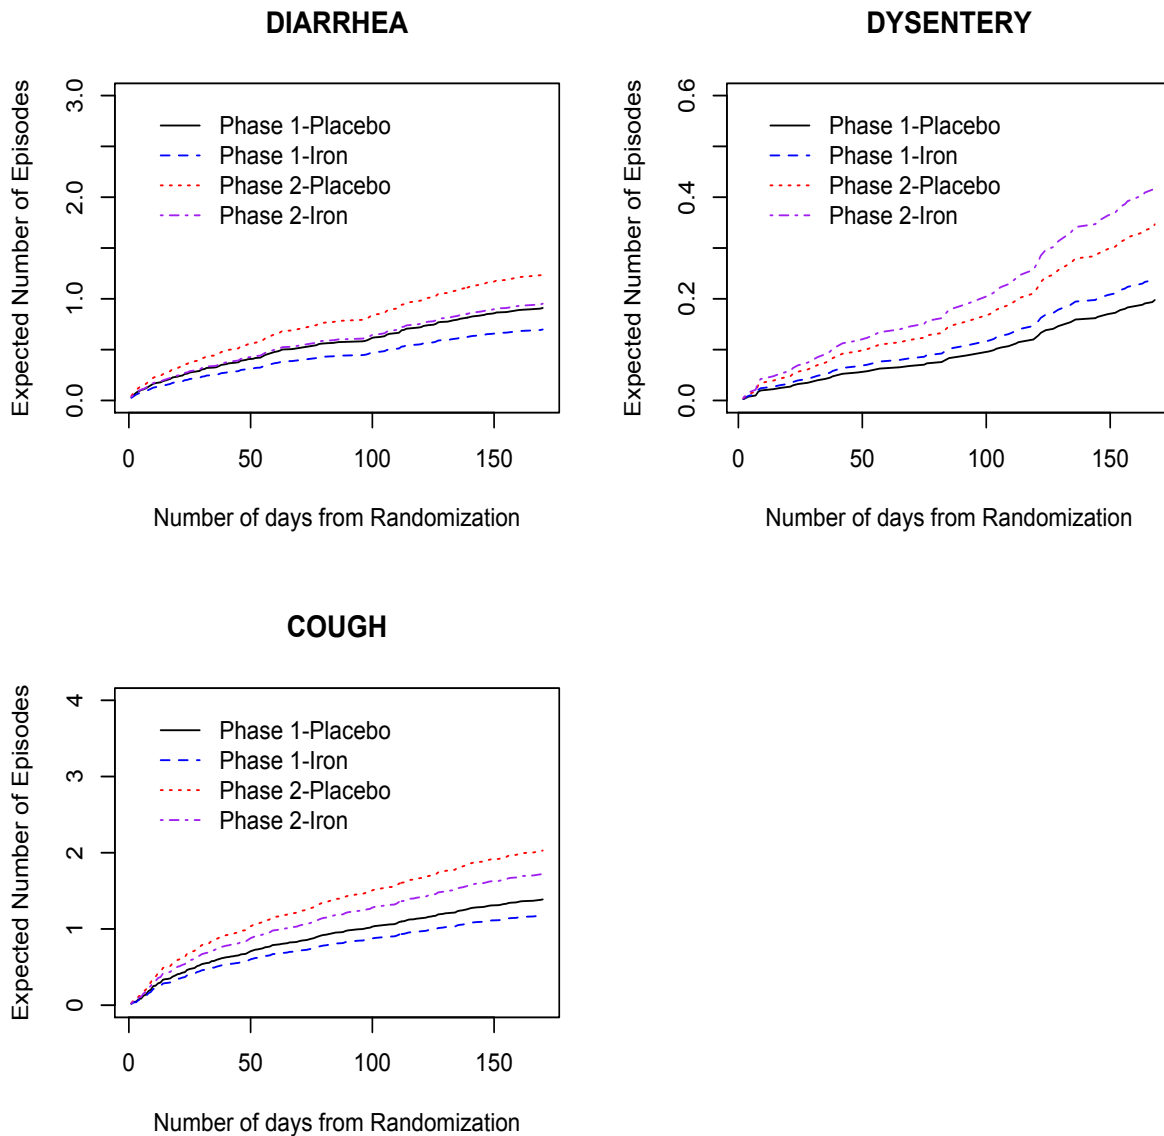 DIARRHEA
Expected Number of Episodes
3.0
2.0
1.0
0.0
Phase 1-Placebo
Phase 1-Iron
Phase 2-Placebo
Phase 2-Iron
0 50 100 150
Number of days from Randomization
DYSENTERY
Expected Number of Episodes
0.6
0.4
0.2
0.0
Phase 1-Placebo
Phase 1-Iron
Phase 2-Placebo
Phase 2-Iron
0 50 100 150
Number of days from Randomization
COUGH
Expected Number of Episodes
4
3
2
1
0
Phase 1-Placebo
Phase 1-Iron
Phase 2-Placebo
Phase 2-Iron
0 50 100 150
Number of days from Randomization